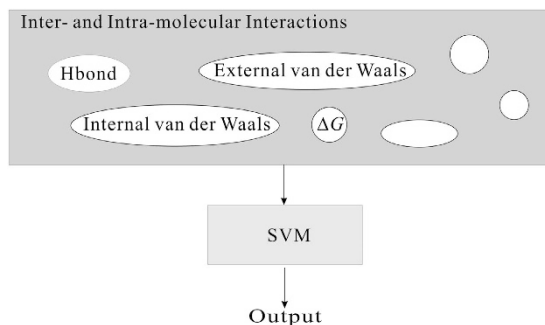 Inter- and Intra-molecular Interactions
Hbond
External van der Waals
Internal van der Waals
ΔG
SVM
Output